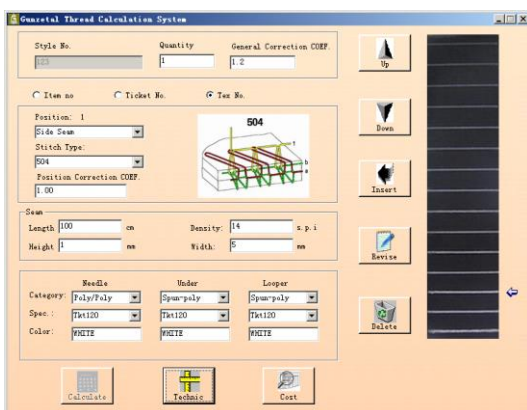 Gunzetal Thread Calculation System
Style No. Quantity General Correction COEF.
123 1 1.2
Item no Ticket No. Tex No.
Position: 1
Side Seam
Stitch Type:
504
Position Correction COEF.
1.00
504
Seam
Length 100 cm Density: 14 s.p.i
Height 1 mm Width: 5 mm
Needle Under Looper
Category: Poly/Poly Spun-poly Spun-poly
Spec.: Tkt120 Tkt120 Tkt120
Color: WHITE WHITE WHITE
Calculate Technic Cost
Up
Down
Insert
Revise
Delete